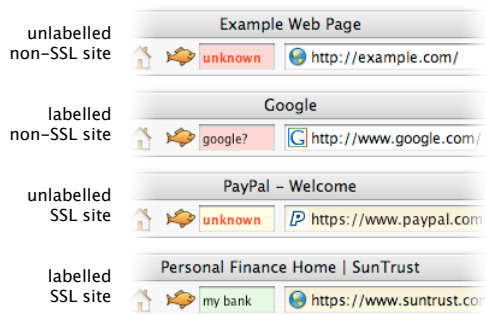 Example Web Page
unlabelled
non-SSL site
unknown
http://example.com/
Google
labelled
non-SSL site
google?
G
http://www.google.com/
PayPal - Welcome
unlabelled
SSL site
unknown
P
https://www.paypal.com
Personal Finance Home | SunTrust
labelled
SSL site
my bank
https://www.suntrust.com